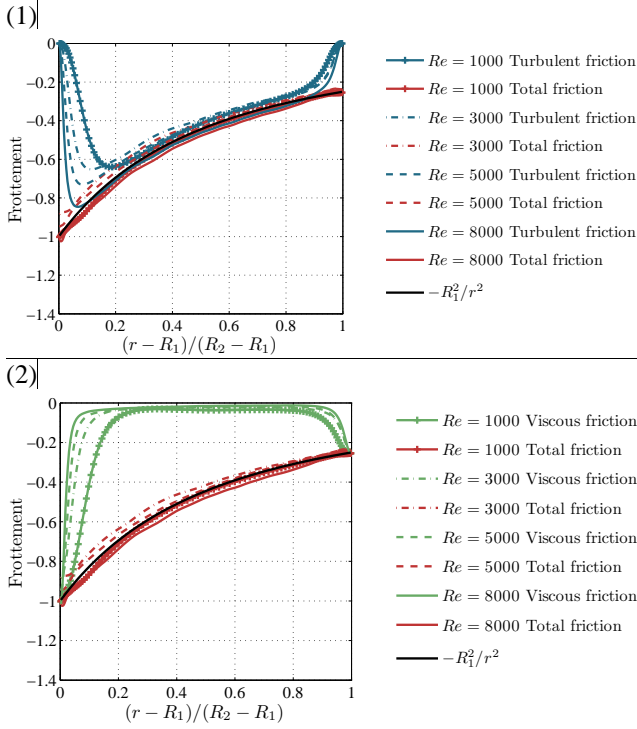 (1)
0
−0.2
−0.4
−0.6
−0.8
−1
−1.2
−1.4
Frottement
0 0.2 0.4 0.6 0.8 1
(r − R₁)/(R₂ − R₁)
Re = 1000 Turbulent friction
Re = 1000 Total friction
Re = 3000 Turbulent friction
Re = 3000 Total friction
Re = 5000 Turbulent friction
Re = 5000 Total friction
Re = 8000 Turbulent friction
Re = 8000 Total friction
−R₁²/r²
(2)
0
−0.2
−0.4
−0.6
−0.8
−1
−1.2
−1.4
Frottement
0 0.2 0.4 0.6 0.8 1
(r − R₁)/(R₂ − R₁)
Re = 1000 Viscous friction
Re = 1000 Total friction
Re = 3000 Viscous friction
Re = 3000 Total friction
Re = 5000 Viscous friction
Re = 5000 Total friction
Re = 8000 Viscous friction
Re = 8000 Total friction
−R₁²/r²